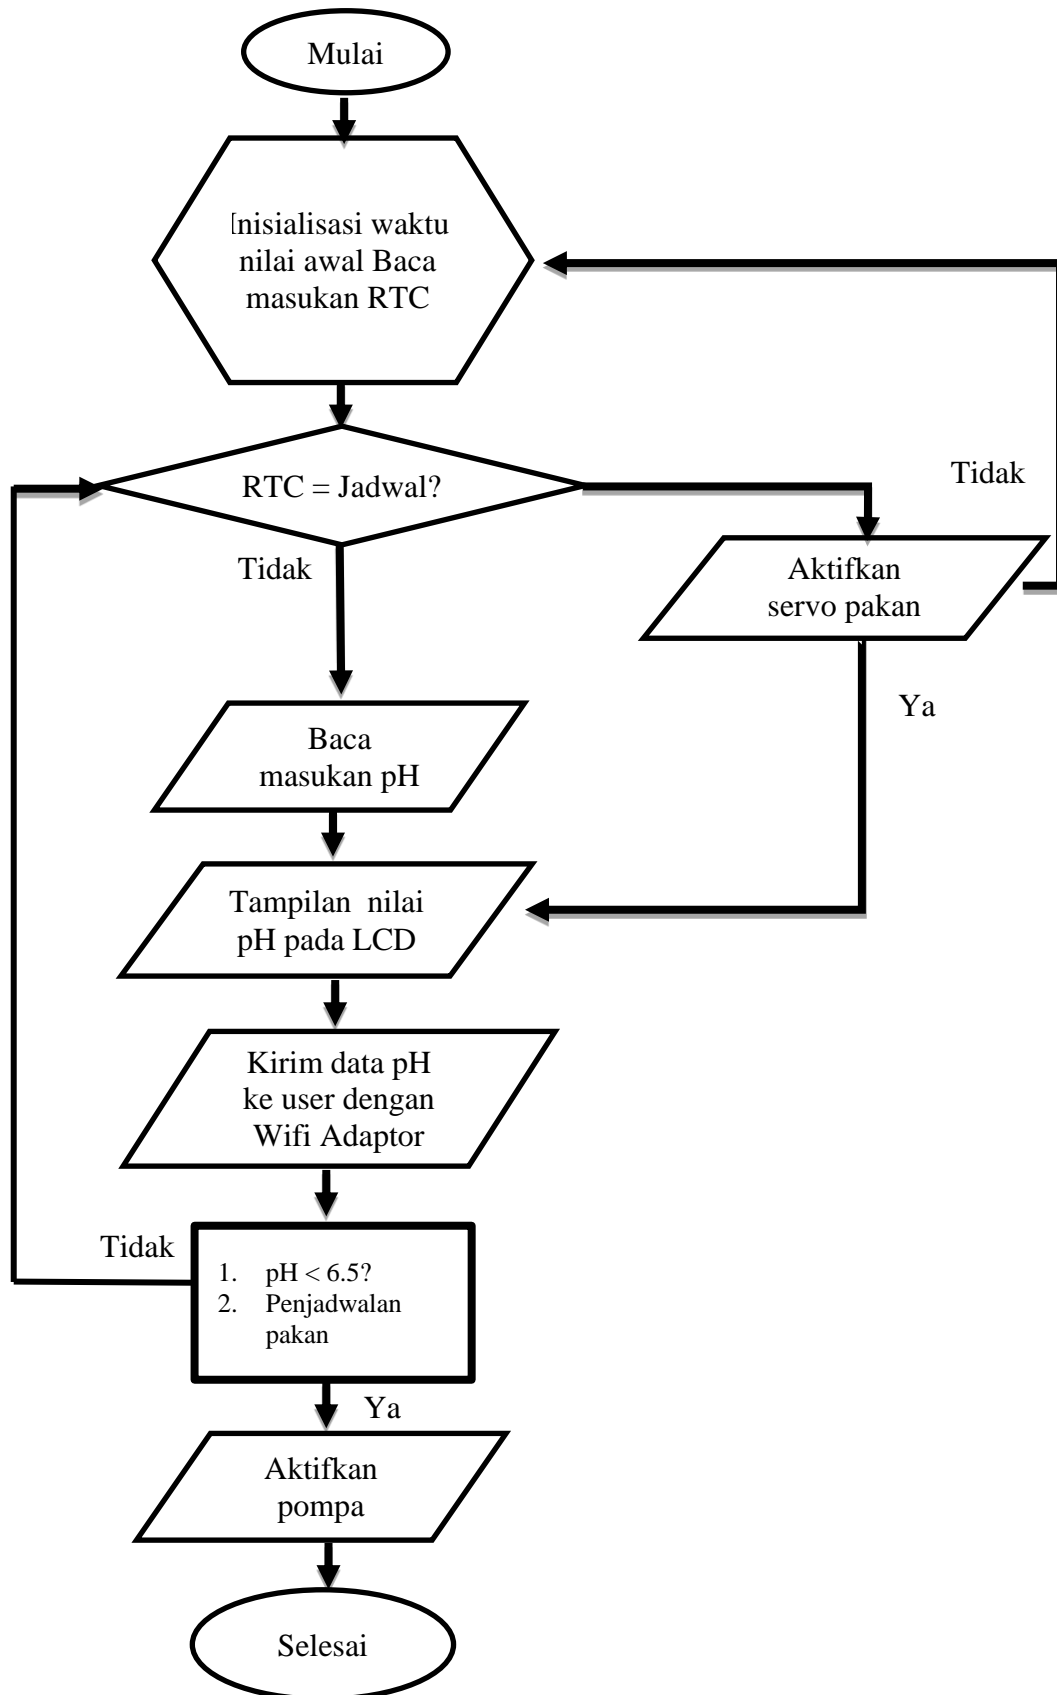 Mulai
Inisialisasi waktu
nilai awal Baca
masukan RTC
RTC = Jadwal?
Tidak
Tidak
Aktifkan
servo pakan
Ya
Baca
masukan pH
Tampilan nilai
pH pada LCD
Kirim data pH
ke user dengan
Wifi Adaptor
Tidak
1. pH < 6.5?
2. Penjadwalan
pakan
Ya
Aktifkan
pompa
Selesai